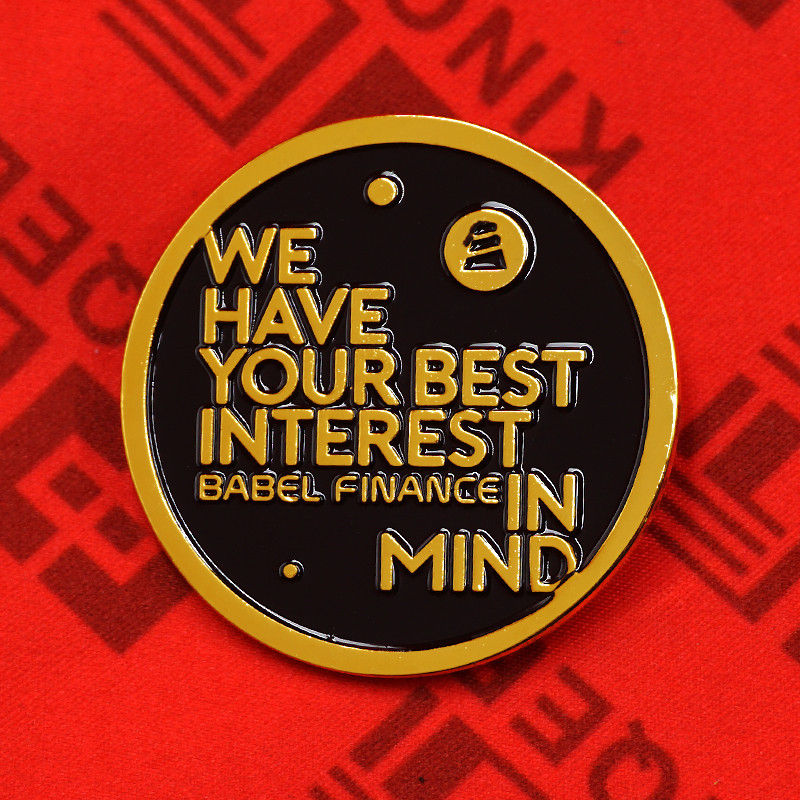 WE
HAVE
YOUR BEST
INTEREST
BABEL FINANCE IN
MIND